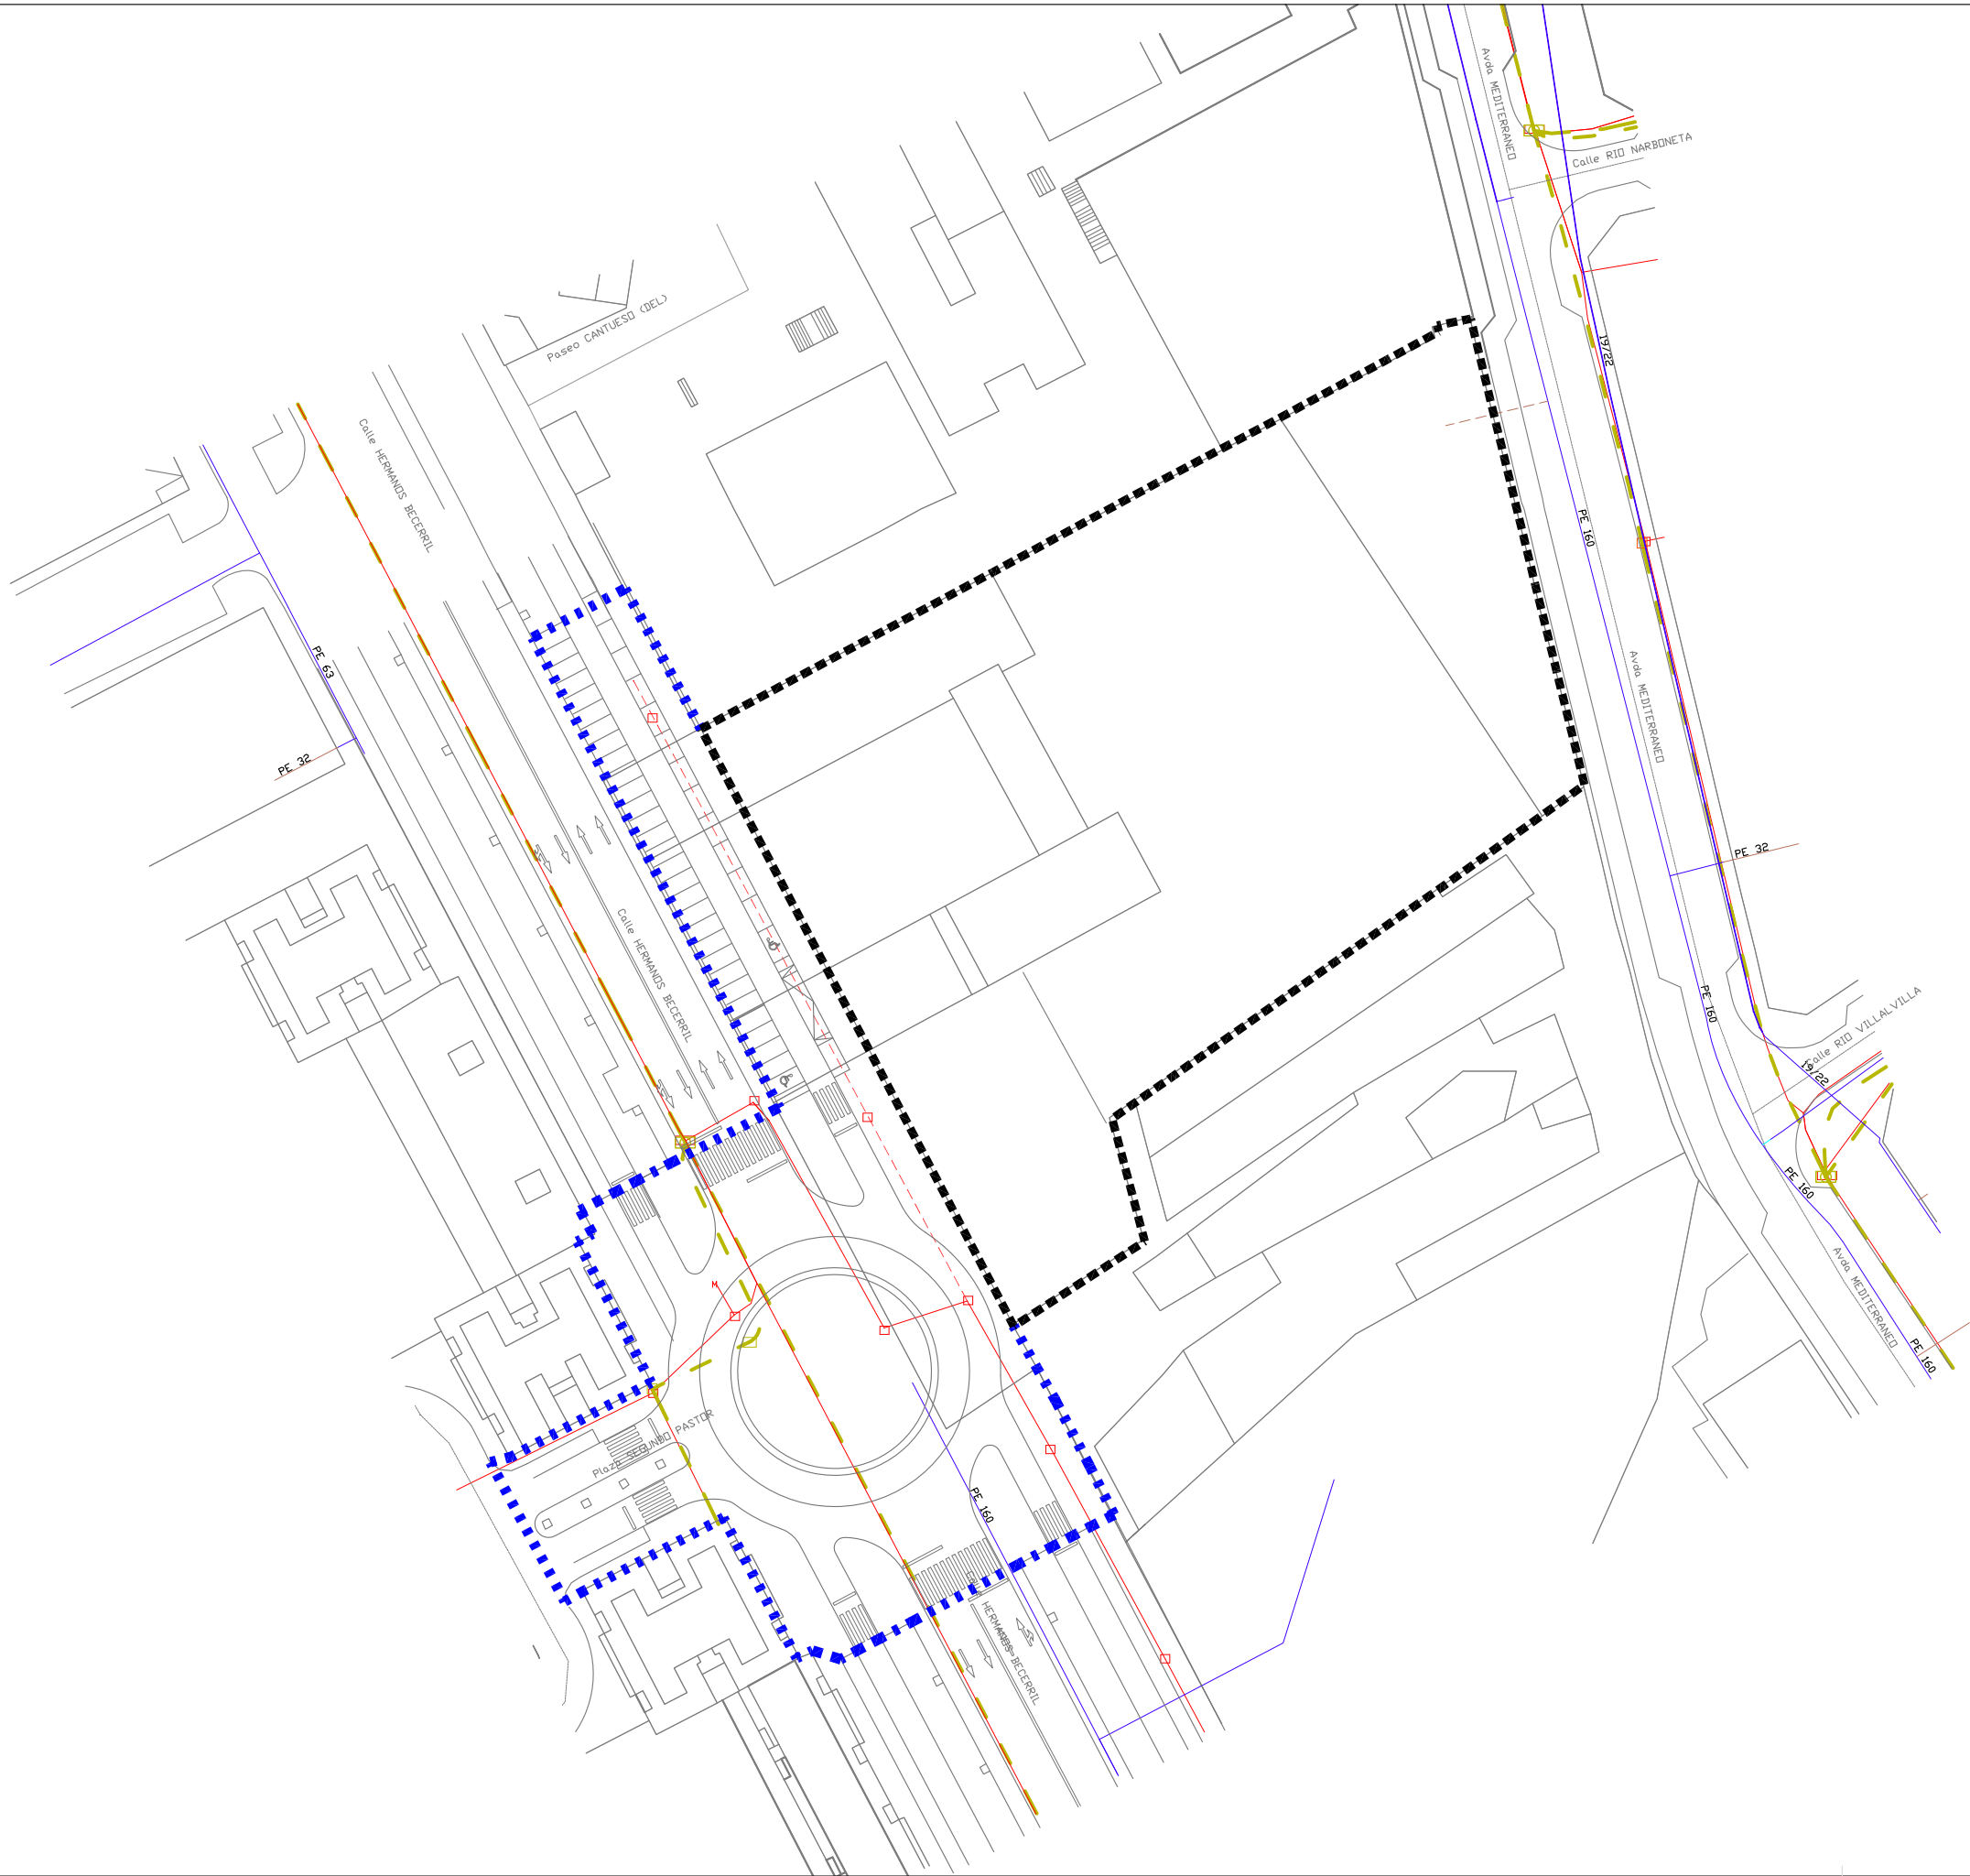 Avda MEDITERRANEO
Calle RIO NARBONETA
Paseo CANTUESO (DEL)
19/22
Calle HERMANOS BECERRIL
PE 160
PE 63
Avda MEDITERRANEO
PE 32
PE 32
Calle HERMANOS BECERRIL
PE 160
Calle RIO VILLALVILLA
19/22
PE 160
M
Avda MEDITERRANEO
PE 160
Plaza SEGUNDO PASTOR
PE 160
Calle HERMANOS BECERRIL